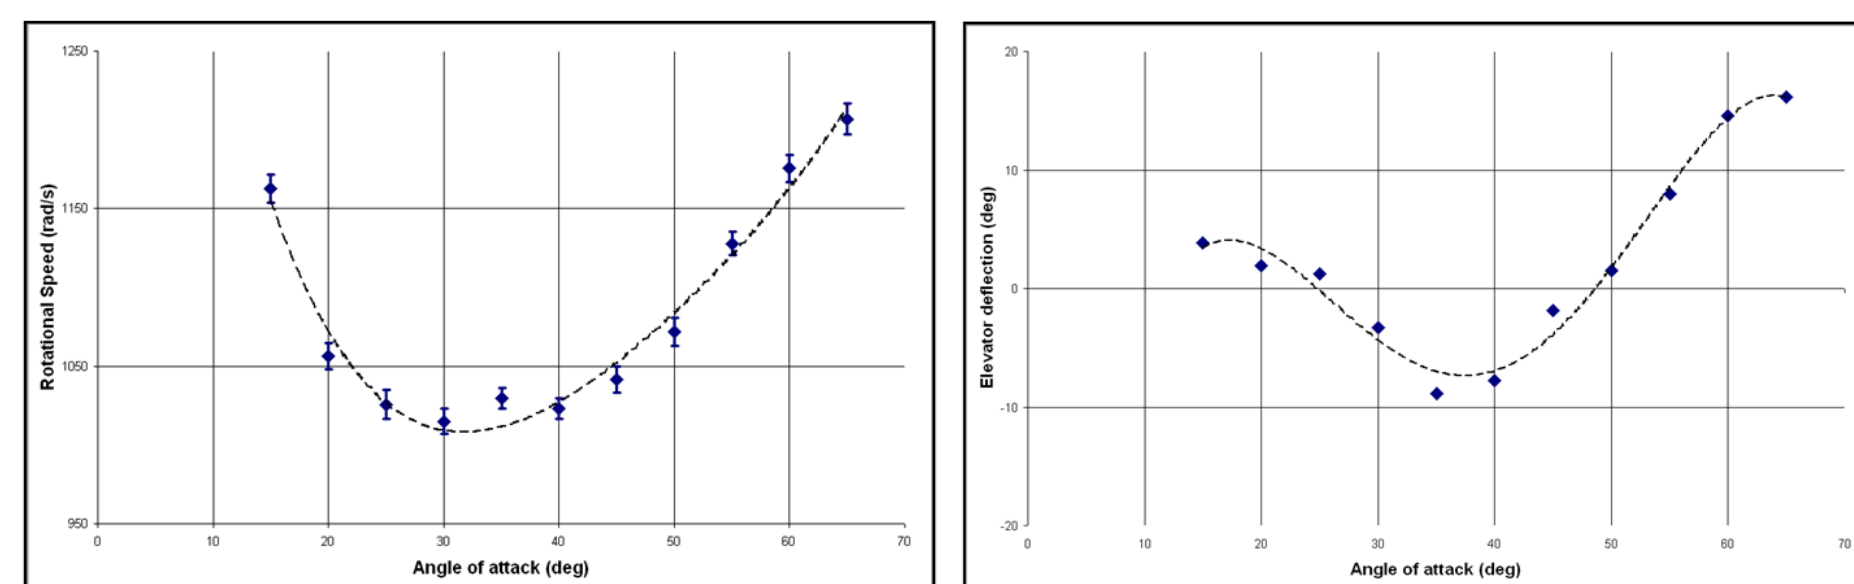 1250
1150
1050
950
0 10 20 30 40 50 60 70
Rotational Speed (rad/s)
Angle of attack (deg)
20
10
0
-10
-20
0 10 20 30 40 50 60 70
Elevator deflection (deg)
Angle of attack (deg)